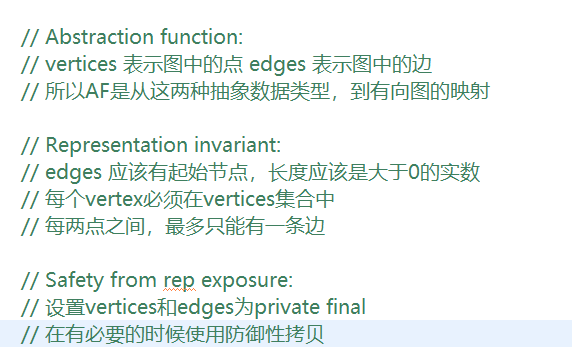 // Abstraction function:
// vertices 表示图中的点 edges 表示图中的边
// 所以AF是从这两种抽象数据类型，到有向图的映射
// Representation invariant:
// edges 应该有起始节点，长度应该是大于0的实数
// 每个vertex必须在vertices集合中
// 每两点之间，最多只能有一条边
// Safety from rep exposure:
// 设置vertices和edges为private final
// 在有必要的时候使用防御性拷贝